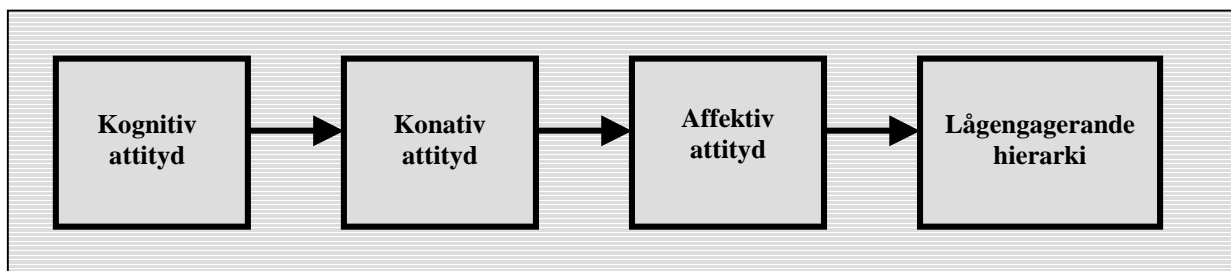 Kognitiv
attityd
Konativ
attityd
Affektiv
attityd
Lågengagerande
hierarki